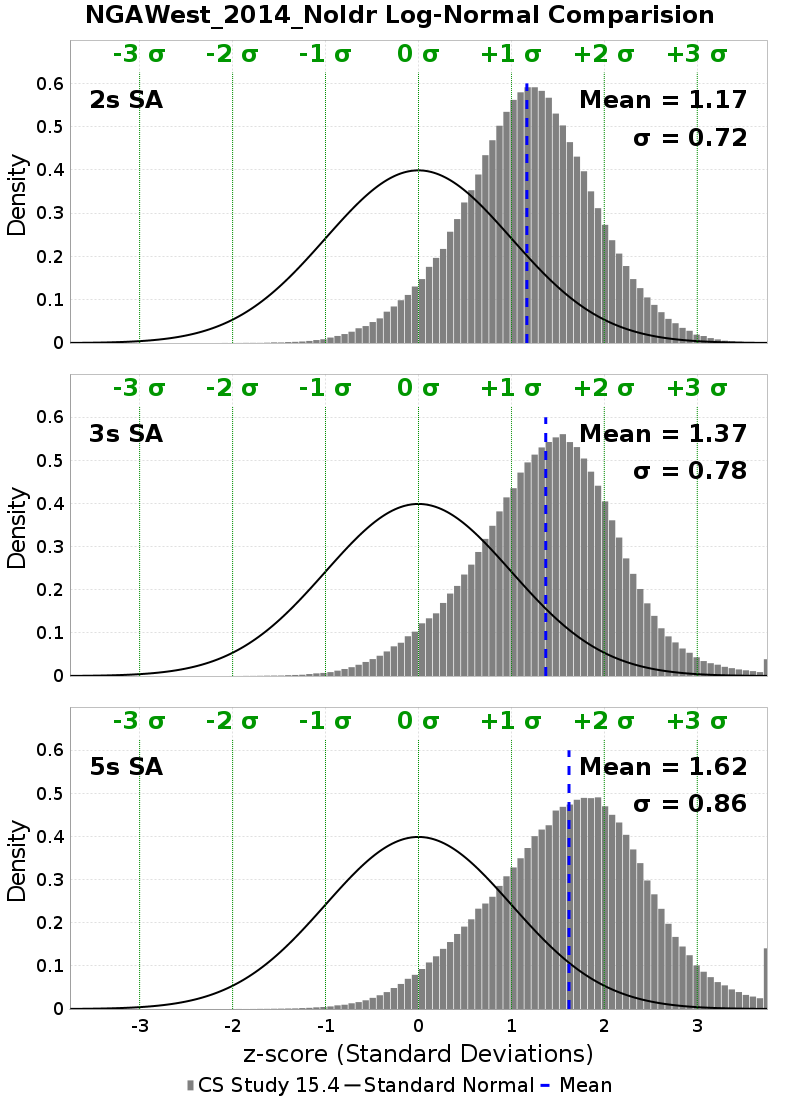 NGAWest_2014_NoIdr Log-Normal Comparision
-3 σ -2 σ -1 σ 0 σ +1 σ +2 σ +3 σ
2s SA
Mean = 1.17
σ = 0.72
Density
0.6
0.5
0.4
0.3
0.2
0.1
0
-3 σ -2 σ -1 σ 0 σ +1 σ +2 σ +3 σ
3s SA
Mean = 1.37
σ = 0.78
Density
0.6
0.5
0.4
0.3
0.2
0.1
0
-3 σ -2 σ -1 σ 0 σ +1 σ +2 σ +3 σ
5s SA
Mean = 1.62
σ = 0.86
Density
0.6
0.5
0.4
0.3
0.2
0.1
0
-3 -2 -1 0 1 2 3
z-score (Standard Deviations)
CS Study 15.4 Standard Normal Mean